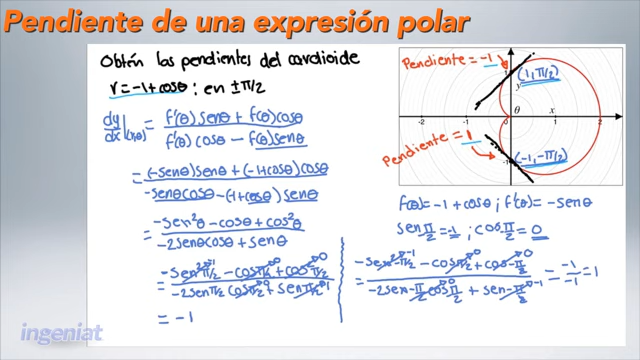 Pendiente de una expresión polar
Obtén las pendientes del cardioide
r=-1+cosθ; en ±π/2
dy/dx|(r,θ) = f'(θ)senθ + f(θ)cosθ / f'(θ)cosθ - f(θ)senθ
= (-senθ)senθ + (-1+cosθ)cosθ / -senθcosθ - (-1+cosθ)senθ
= -sen²θ - cosθ + cos²θ / -2senθcosθ + senθ
= -sen²π/2 - cosπ/2 + cos²π/2 / -2senπ/2 cosπ/2 + senπ/2
= -1
Pendiente = -1
(1, π/2)
y
θ
x
-2
-1
1
2
Pendiente = 1
(-1, -π/2)
f(θ)= -1 + cosθ ; f'(θ)= -senθ
sen π/2 = -1 ; cos π/2 = 0
= -sen²-π/2 - cosπ/2 + cos-π/2 / -2sen-π/2 cosπ/2 + sen-π/2 = -1/-1 = 1
ingeniat